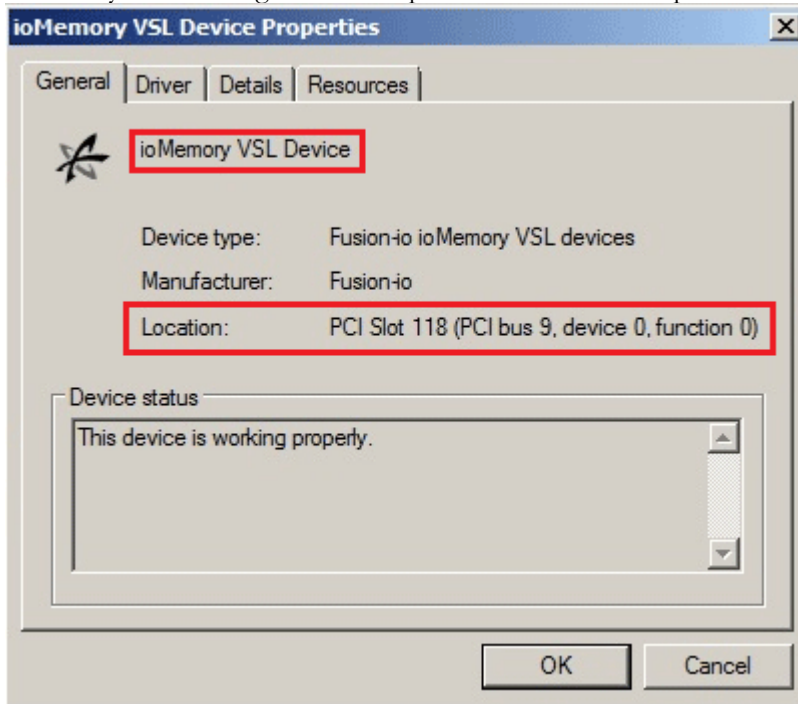 ioMemory VSL Device Properties
General Driver Details Resources
ioMemory VSL Device
Device type: Fusion-io ioMemory VSL devices
Manufacturer: Fusion-io
Location: PCI Slot 118 (PCI bus 9, device 0, function 0)
Device status
This device is working properly.
OK Cancel